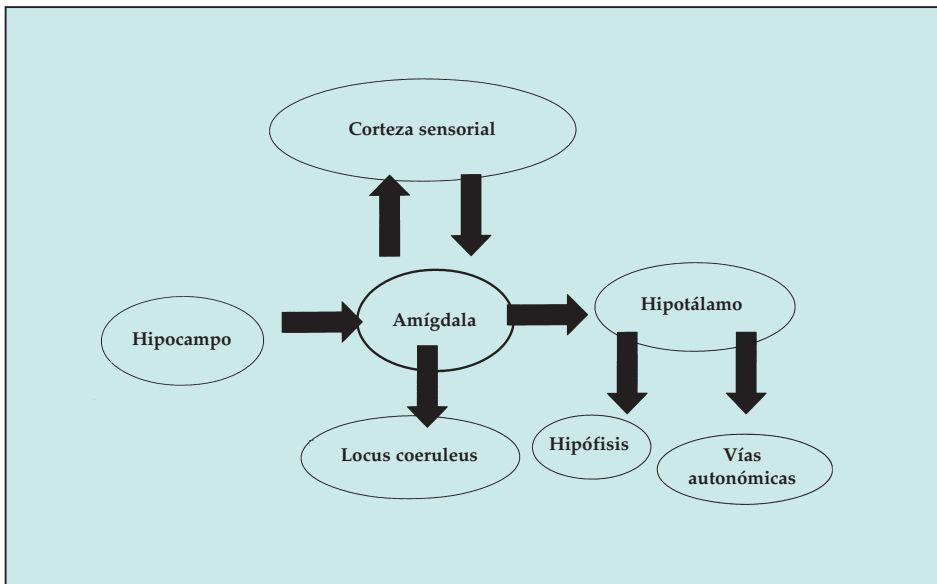 Corteza sensorial
Hipotálamo
Amígdala
Hipocampo
Hipófisis
Locus coeruleus
Vías
autonómicas